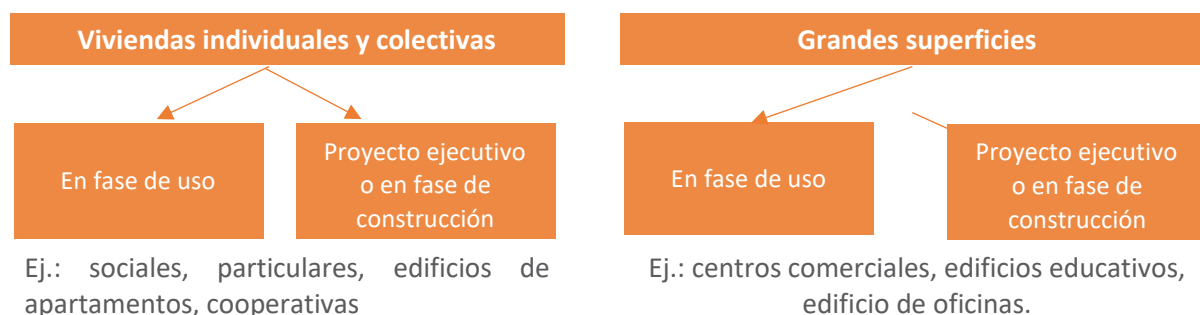 Viviendas individuales y colectivas
En fase de uso
Proyecto ejecutivo
o en fase de
construcción
Ej.: sociales, particulares, edificios de
apartamentos, cooperativas
Grandes superficies
En fase de uso
Proyecto ejecutivo
o en fase de
construcción
Ej.: centros comerciales, edificios educativos,
edificio de oficinas.